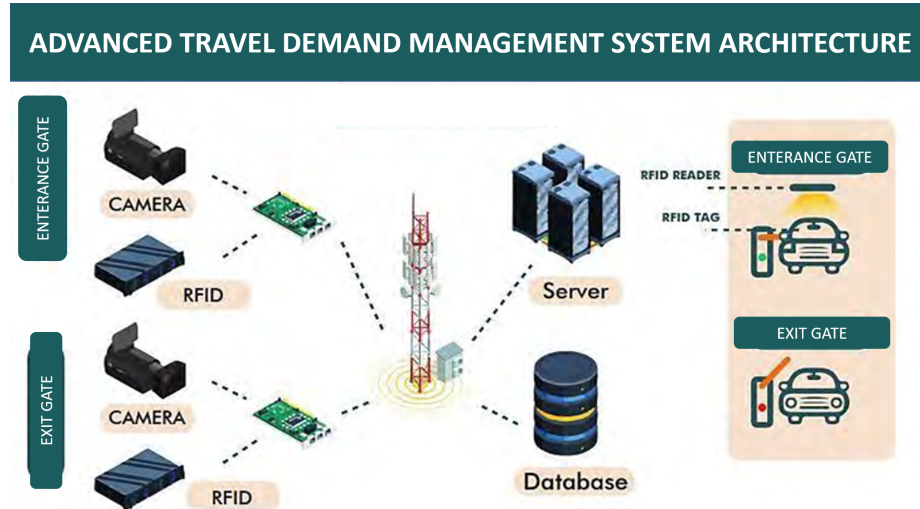 ADVANCED TRAVEL DEMAND MANAGEMENT SYSTEM ARCHITECTURE
ENTERANCE GATE
CAMERA
RFID
EXIT GATE
CAMERA
RFID
Server
Database
ENTERANCE GATE
RFID READER
RFID TAG
EXIT GATE